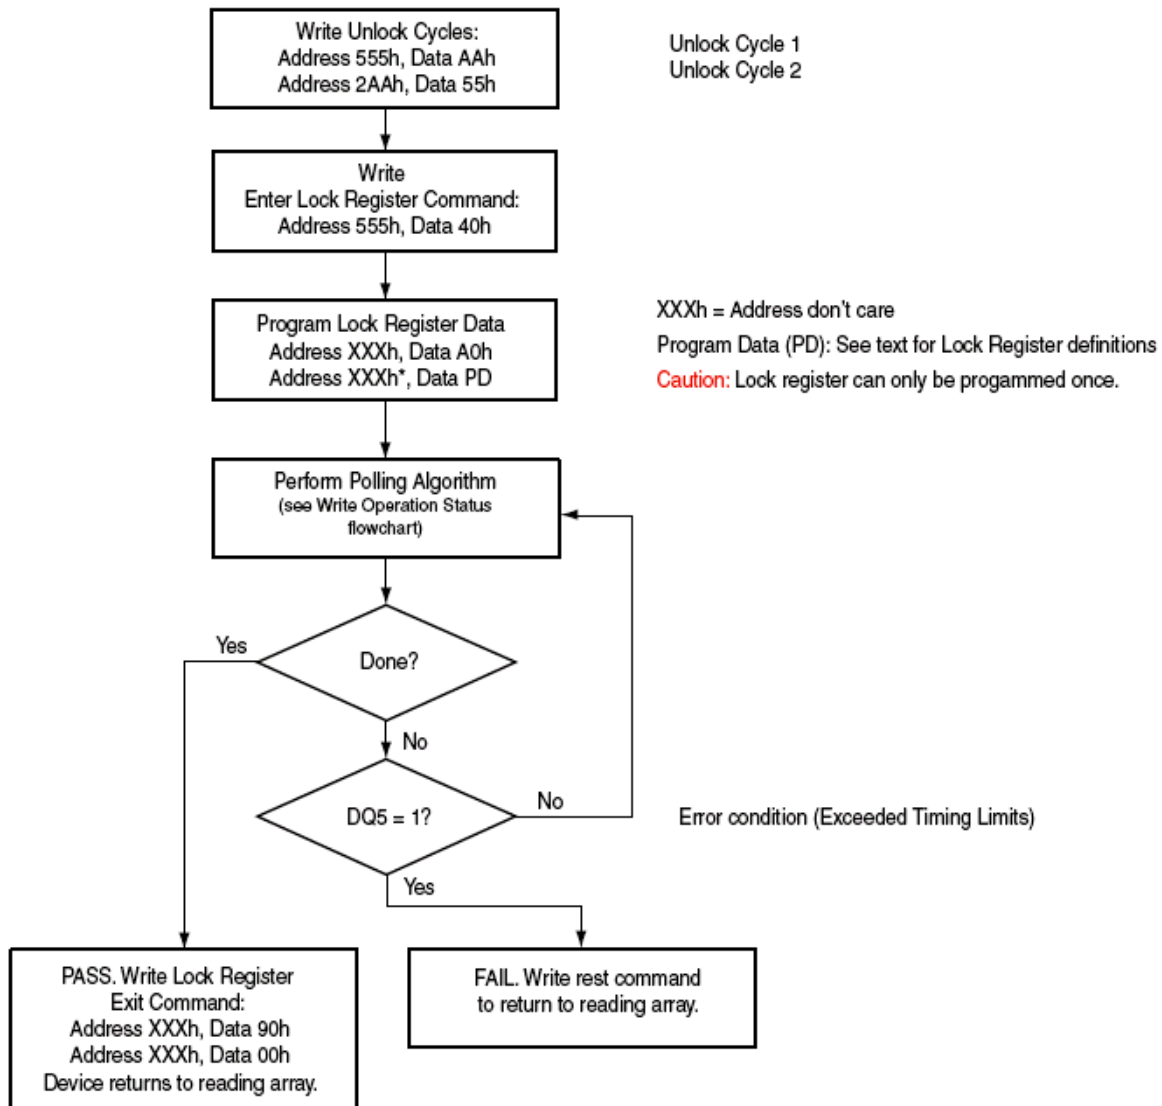 Write Unlock Cycles:
Address 555h, Data AAh
Address 2AAh, Data 55h
Unlock Cycle 1
Unlock Cycle 2
Write
Enter Lock Register Command:
Address 555h, Data 40h
Program Lock Register Data
Address XXXh, Data A0h
Address XXXh*, Data PD
XXXh = Address don't care
Program Data (PD): See text for Lock Register definitions
Caution: Lock register can only be progammed once.
Perform Polling Algorithm
(see Write Operation Status
flowchart)
Yes
Done?
No
DQ5 = 1?
No
Error condition (Exceeded Timing Limits)
Yes
PASS. Write Lock Register
Exit Command:
Address XXXh, Data 90h
Address XXXh, Data 00h
Device returns to reading array.
FAIL. Write rest command
to return to reading array.